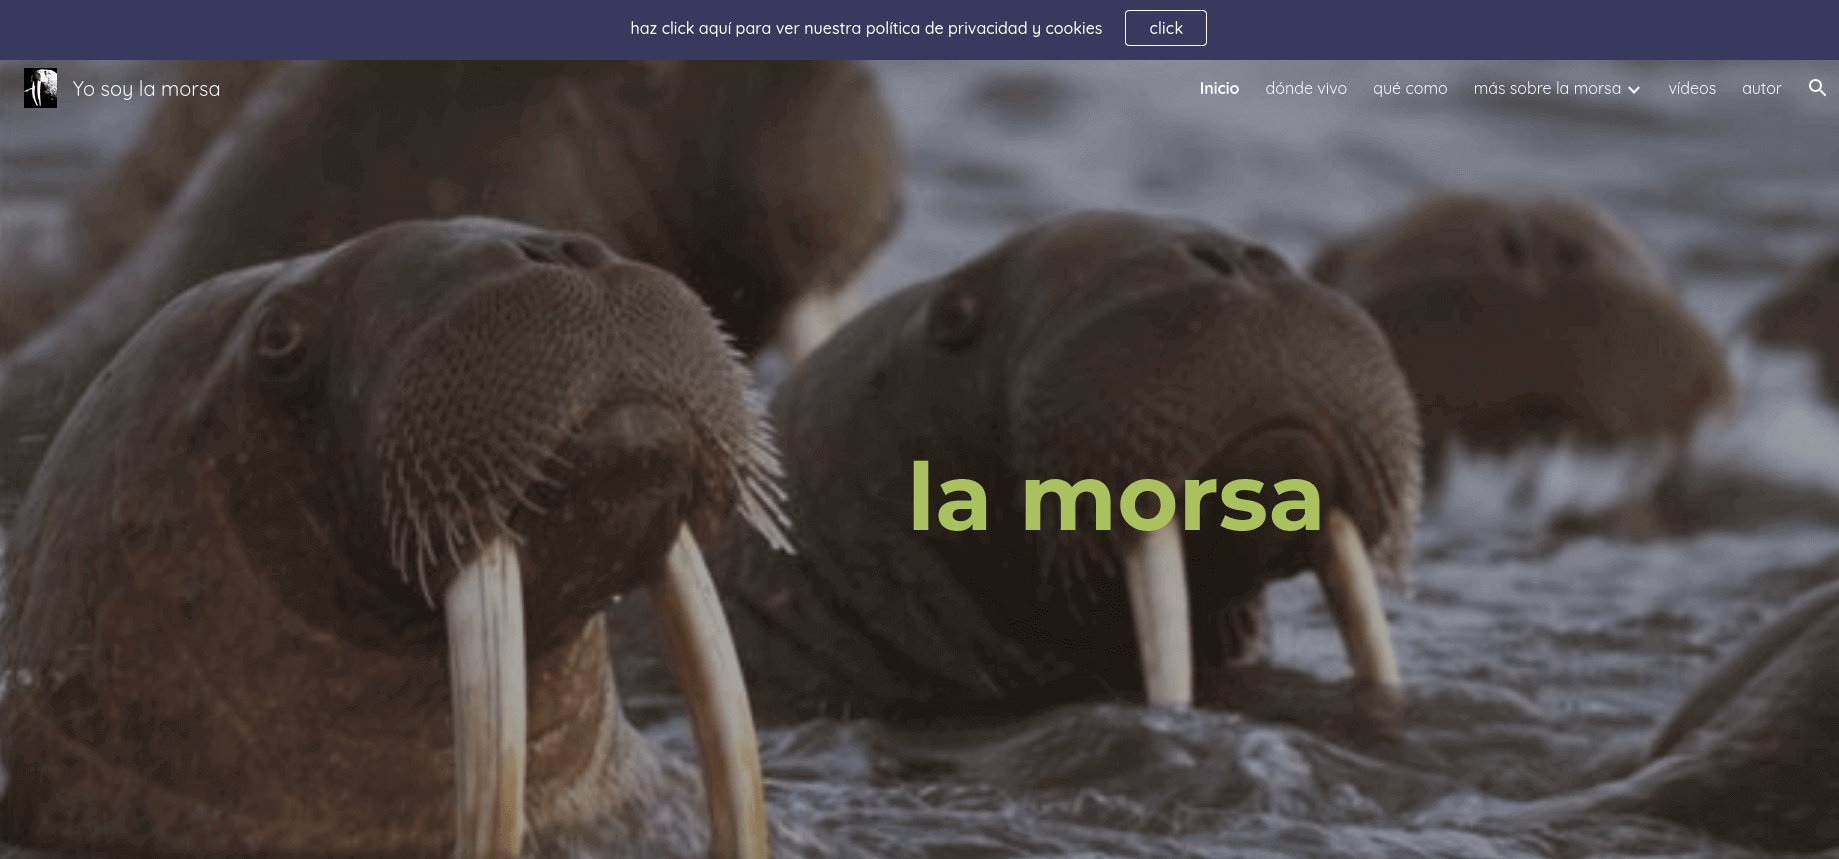 haz click aquí para ver nuestra política de privacidad y cookies click
Yo soy la morsa Inicio dónde vivo qué como más sobre la morsa vídeos autor
la morsa